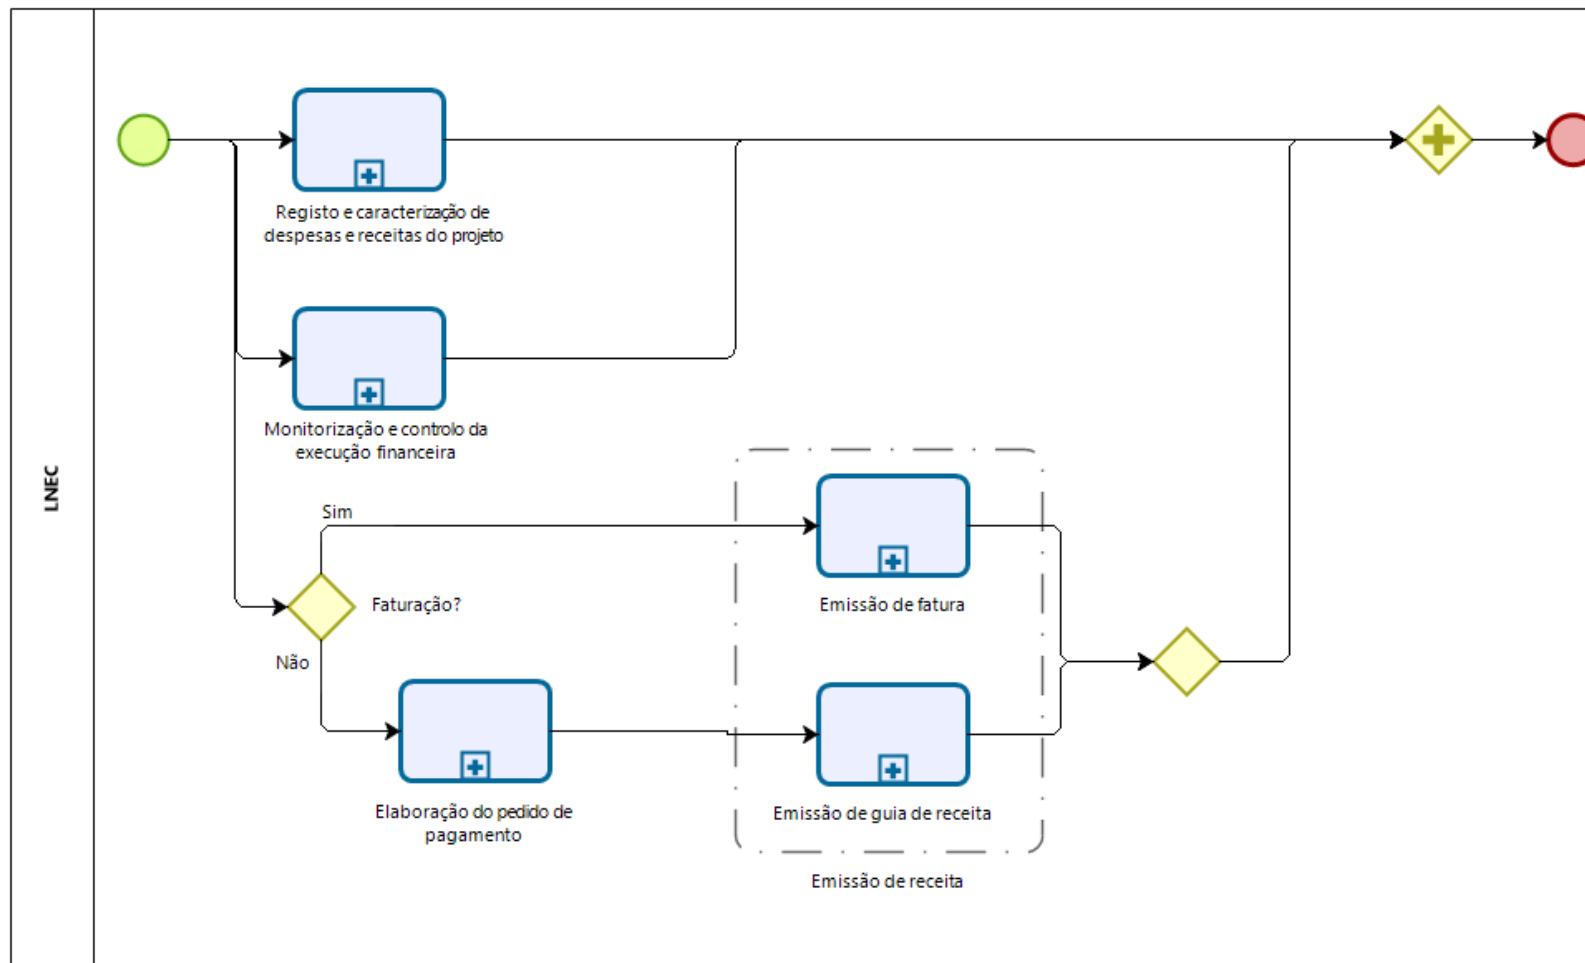 LNEC
Registo e caracterização de
despesas e receitas do projeto
Monitorização e controlo da
execução financeira
Sim
Faturação?
Não
Emissão de fatura
Elaboração do pedido de
pagamento
Emissão de guia de receita
Emissão de receita